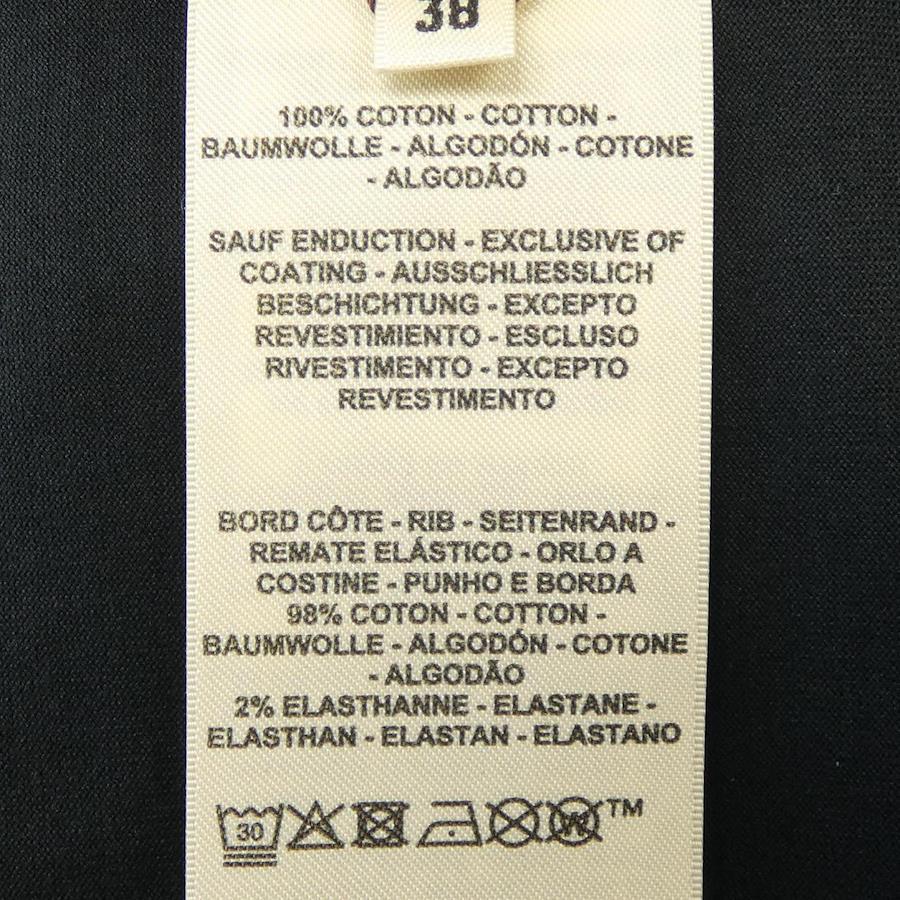 38
100% COTON - COTTON -
BAUMWOLLE - ALGODÓN - COTONE
- ALGODÃO
SAUF ENDUCTION - EXCLUSIVE OF
COATING - AUSSCHLIESSLICH
BESCHICHTUNG - EXCEPTO
REVESTIMIENTO - ESCLUSO
RIVESTIMENTO - EXCEPTO
REVESTIMENTO
BORD CÔTE - RIB - SEITENRAND -
REMATE ELÁSTICO - ORLO A
COSTINE - PUNHO E BORDA
98% COTON - COTTON -
BAUMWOLLE - ALGODÓN - COTONE
- ALGODÃO
2% ELASTHANNE - ELASTANE -
ELASTHAN - ELASTAN - ELASTANO
30 W TM